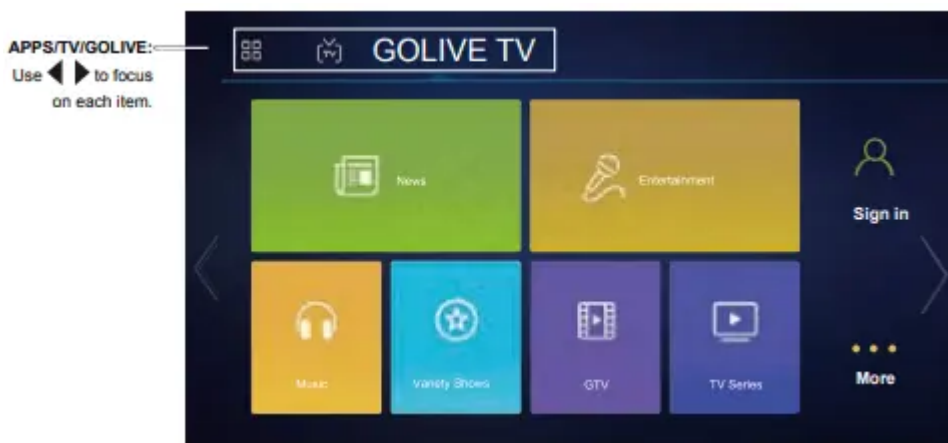 APPS/TV/GOLIVE:
Use ◀ ▶ to focus
on each item.
TV GOLIVE TV
News
Entertainment
Sign in
Music
Variety Shows
GTV
TV Series
More